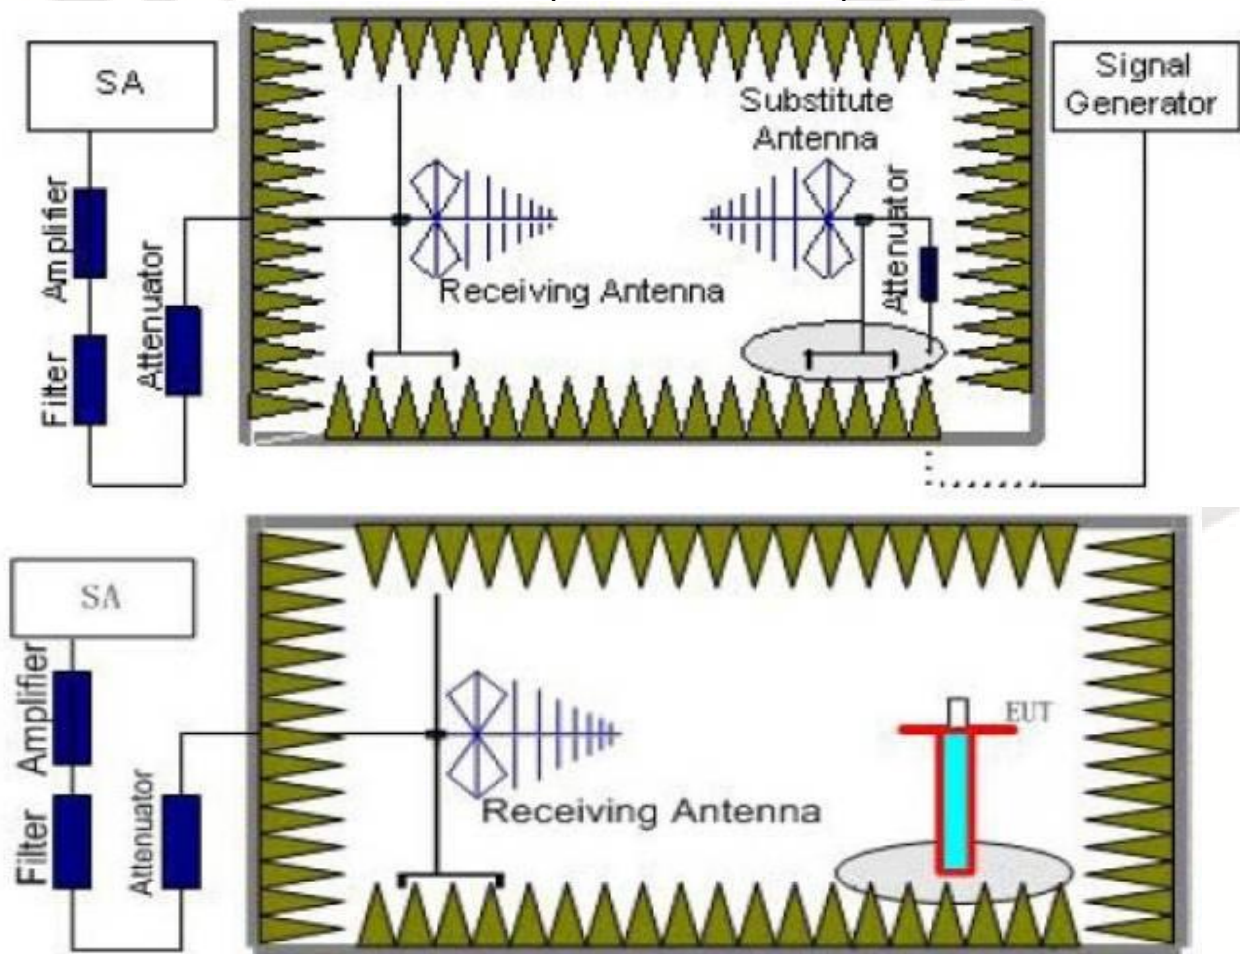 SA
Signal
Generator
Substitute
Antenna
Amplifier
Attenuator
Attenuator
Receiving Antenna
Filter
SA
Amplifier
EUT
Receiving Antenna
Filter
Attenuator